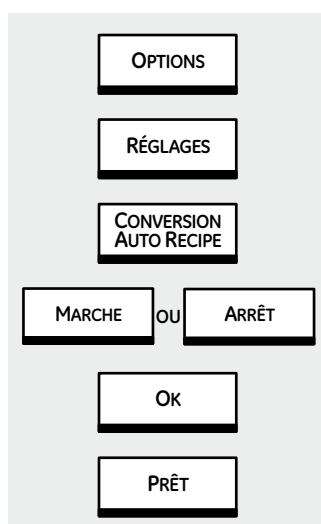 OPTIONS
RÉGLAGES
CONVERSION
AUTO RECIPE
MARCHE OU ARRÊT
OK
PRÊT